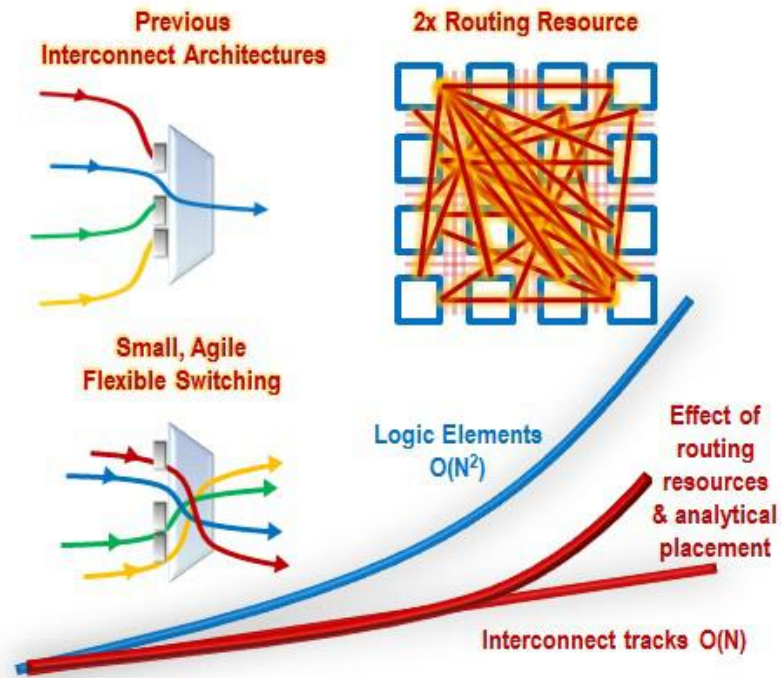 Previous
Interconnect Architectures
2x Routing Resource
Small, Agile
Flexible Switching
Logic Elements
O(N²)
Effect of
routing
resources
& analytical
placement
Interconnect tracks O(N)